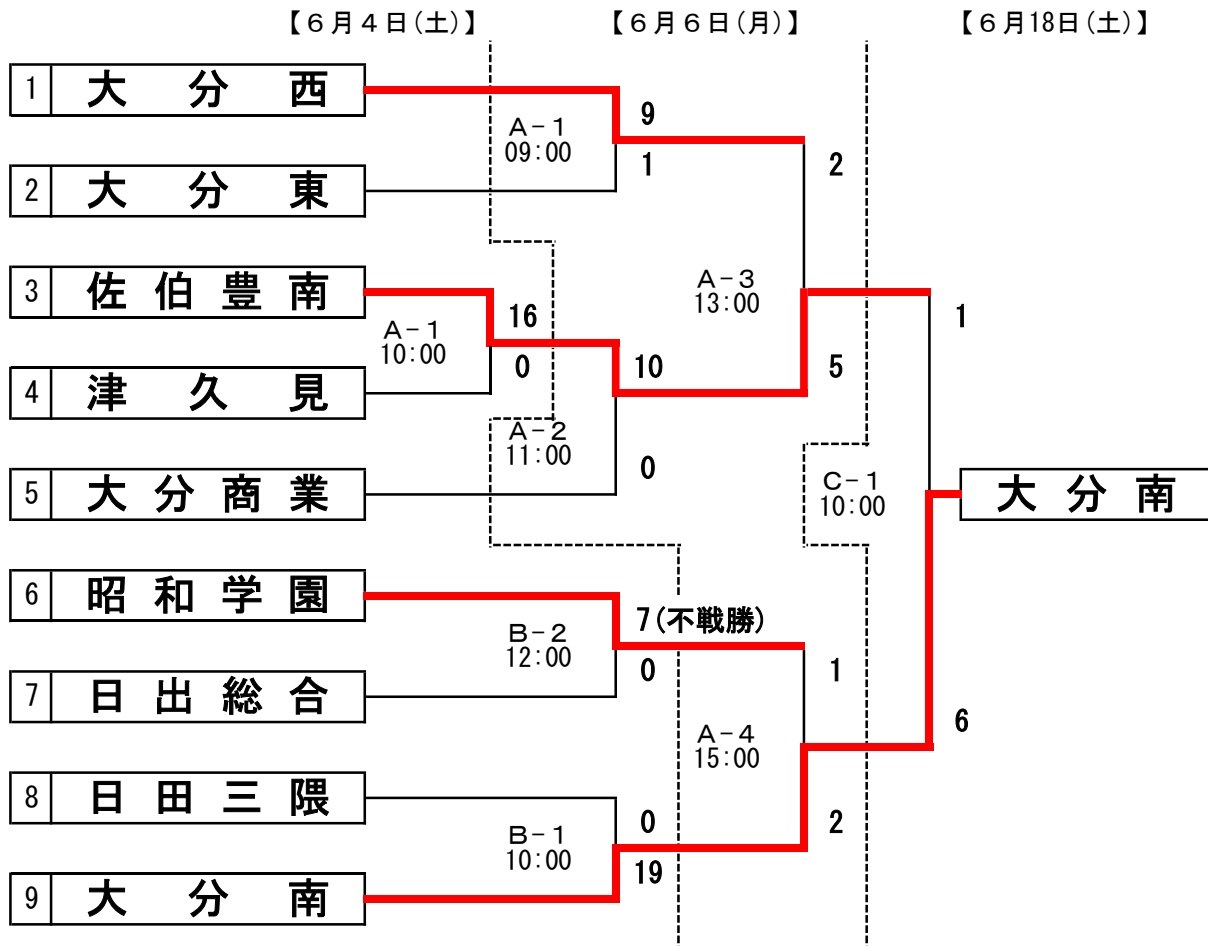 【６月４日(土)】 【６月６日(月)】 【６月18日(土)】
1 大分西
9
A-1
09:00
1
2
2 大分東
3 佐伯豊南
A-3
13:00
16
1
A-1
10:00
0
10
5
4 津久見
A-2
11:00
0
C-1
10:00
5 大分商業
大分南
6 昭和学園
7(不戦勝)
B-2
12:00
0
1
7 日出総合
6
A-4
15:00
8 日田三隈
0
2
B-1
10:00
19
9 大分南